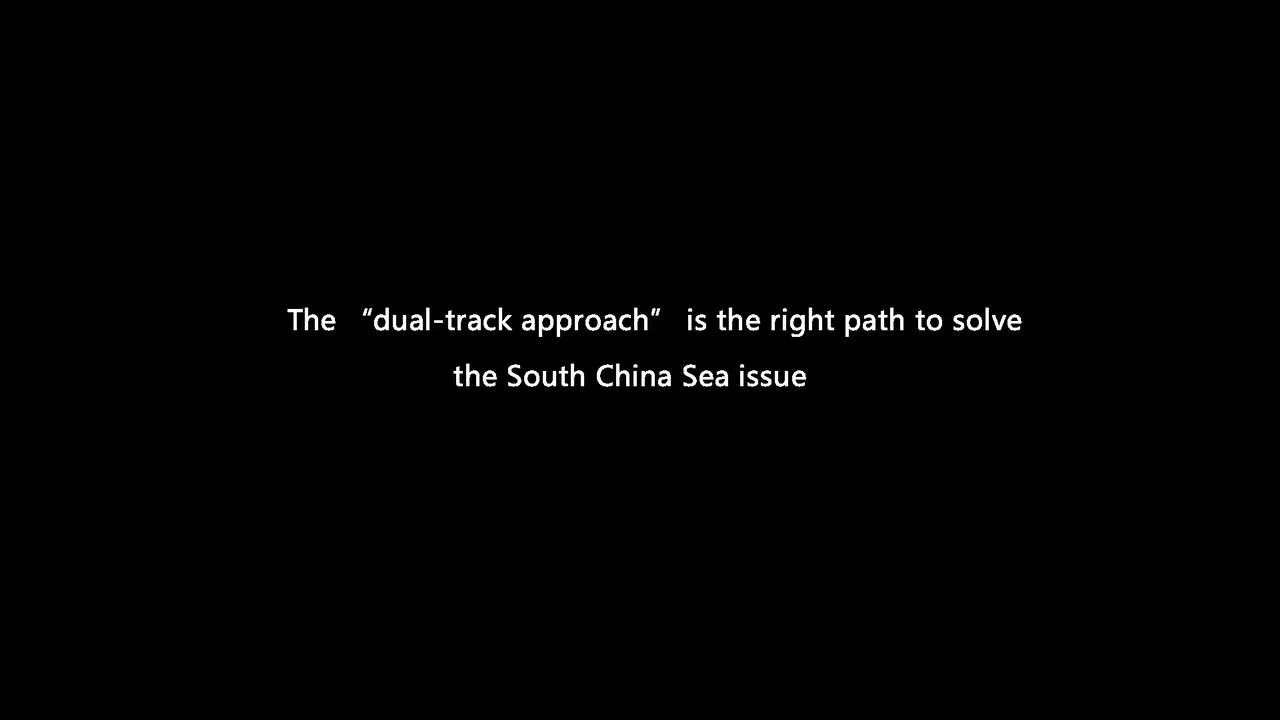 The “dual-track approach” is the right path to solve
the South China Sea issue